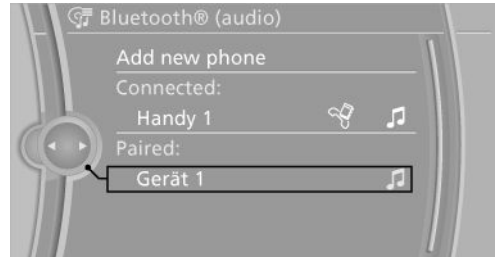 Bluetooth® (audio)
Add new phone
Connected:
Handy 1
Paired:
Gerät 1